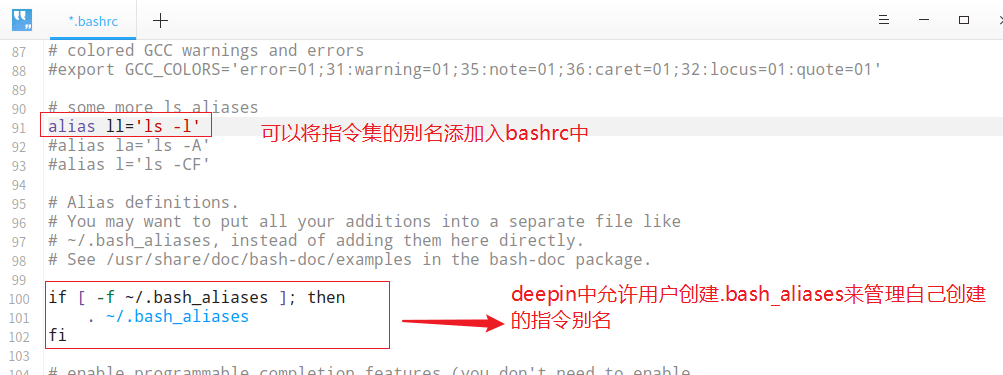 *.bashrc
87 # colored GCC warnings and errors
88 #export GCC_COLORS='error=01;31:warning=01;35:note=01;36:caret=01;32:locus=01:quote=01'
89
90 # some more ls aliases
91 alias ll='ls -l' 可以将指令集的别名添加入bashrc中
92 #alias la='ls -A'
93 #alias l='ls -CF'
94
95 # Alias definitions.
96 # You may want to put all your additions into a separate file like
97 # ~/.bash_aliases, instead of adding them here directly.
98 # See /usr/share/doc/bash-doc/examples in the bash-doc package.
99
100 if [ -f ~/.bash_aliases ]; then
101     . ~/.bash_aliases
102 fi
deepin中允许用户创建.bash_aliases来管理自己创建
的指令别名
103
104 # enable programmable completion features (you don't need to enable